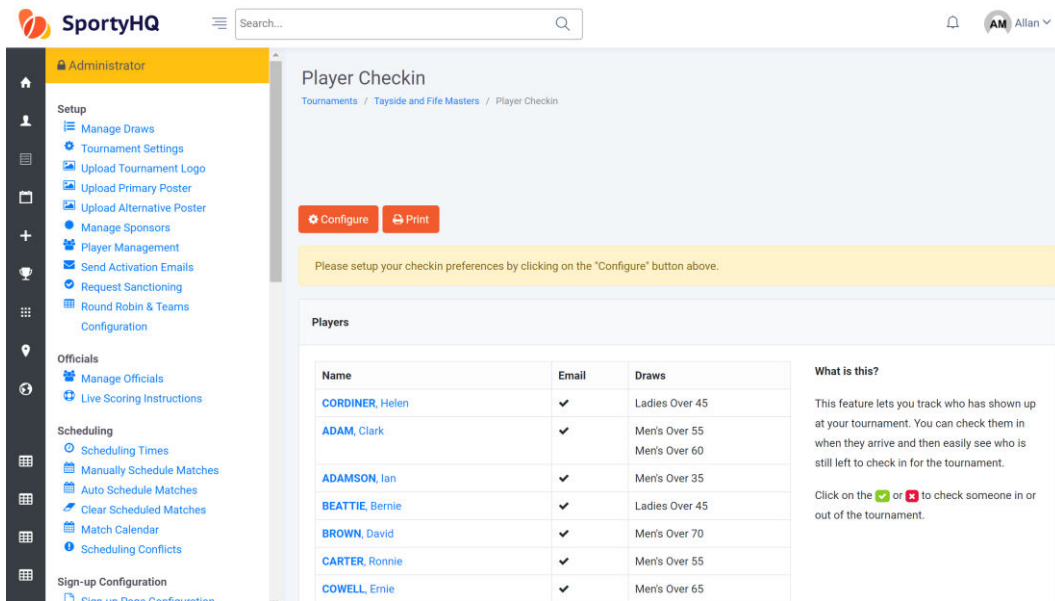 SportyHQ
Search...
AM Allan
Administrator
Setup
Manage Draws
Tournament Settings
Upload Tournament Logo
Upload Primary Poster
Upload Alternative Poster
Manage Sponsors
Player Management
Send Activation Emails
Request Sanctioning
Round Robin & Teams
Configuration
Officials
Manage Officials
Live Scoring Instructions
Scheduling
Scheduling Times
Manually Schedule Matches
Auto Schedule Matches
Clear Scheduled Matches
Match Calendar
Scheduling Conflicts
Sign-up Configuration
Sign-up Page Configuration
Player Checkin
Tournaments / Tayside and Fife Masters / Player Checkin
Configure Print
Please setup your checkin preferences by clicking on the "Configure" button above.
Players
Name Email Draws
CORDINER, Helen Ladies Over 45
ADAM, Clark Men's Over 55
Men's Over 60
ADAMSON, Ian Men's Over 35
BEATTIE, Bernie Ladies Over 45
BROWN, David Men's Over 70
CARTER, Ronnie Men's Over 55
COWELL, Ernie Men's Over 65
What is this?
This feature lets you track who has shown up
at your tournament. You can check them in
when they arrive and then easily see who is
still left to check in for the tournament.
Click on the or to check someone in or
out of the tournament.